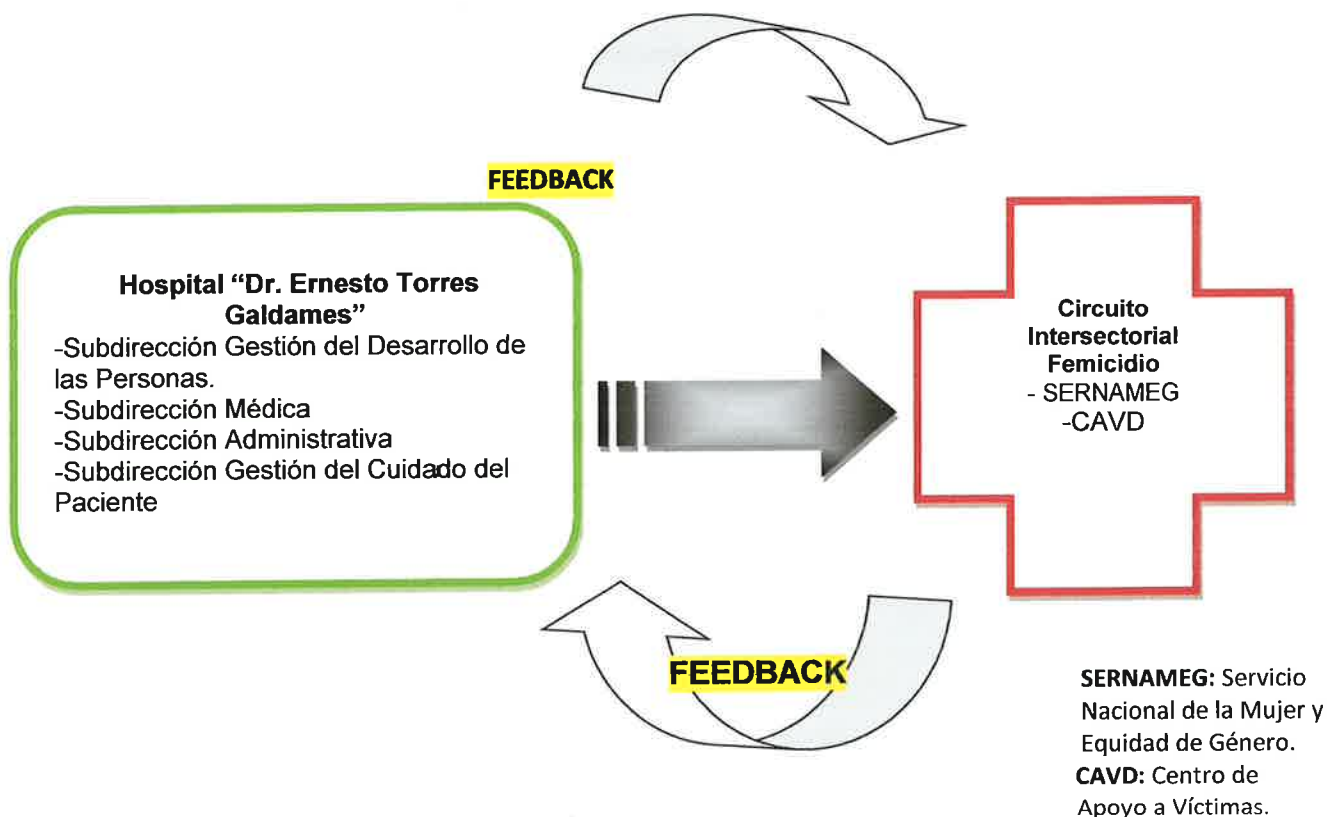 FEEDBACK
Hospital “Dr. Ernesto Torres
Galdames”
-Subdirección Gestión del Desarrollo de
las Personas.
-Subdirección Médica
-Subdirección Administrativa
-Subdirección Gestión del Cuidado del
Paciente
Circuito
Intersectorial
Femicidio
- SERNAMEG
-CAVD
FEEDBACK
SERNAMEG: Servicio
Nacional de la Mujer y
Equidad de Género.
CAVD: Centro de
Apoyo a Víctimas.